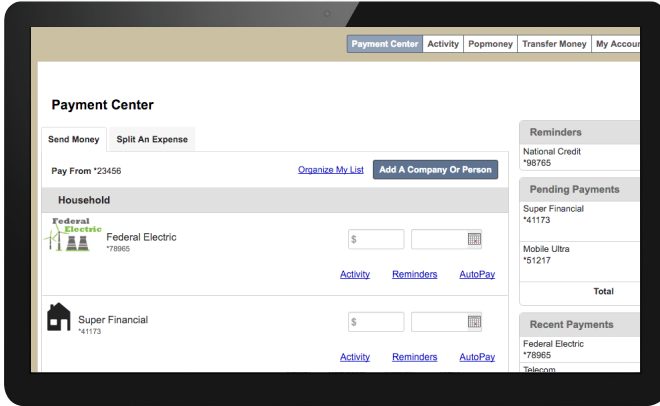 Payment Center Activity Popmoney Transfer Money My Accour
Payment Center
Send Money Split An Expense
Pay From *23456 Organize My List Add A Company Or Person
Household
Federal
Electric
Federal Electric
*78965
$
Activity Reminders AutoPay
Super Financial
*41173
$
Activity Reminders AutoPay
Reminders
National Credit
*98765
Pending Payments
Super Financial
*41173
Mobile Ultra
*51217
Total
Recent Payments
Federal Electric
*78965
Telecom